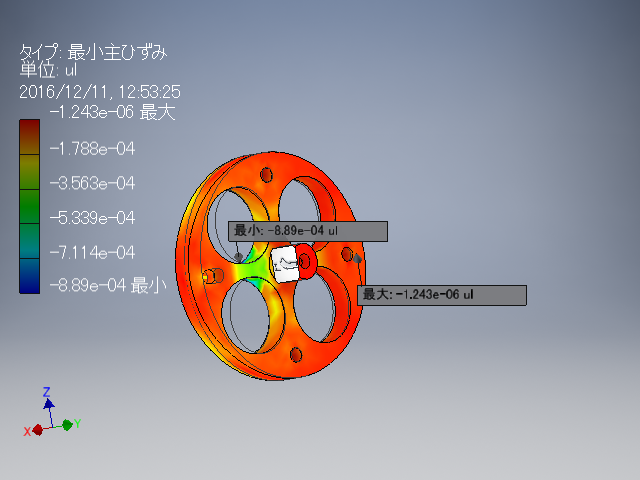 タイプ: 最小主ひずみ
単位: ul
2016/12/11, 12:53:25
-1.243e-06 最大
-1.788e-04
-3.563e-04
-5.339e-04
-7.114e-04
-8.89e-04 最小
最小: -8.89e-04 ul
最大: -1.243e-06 ul
Z
X
Y